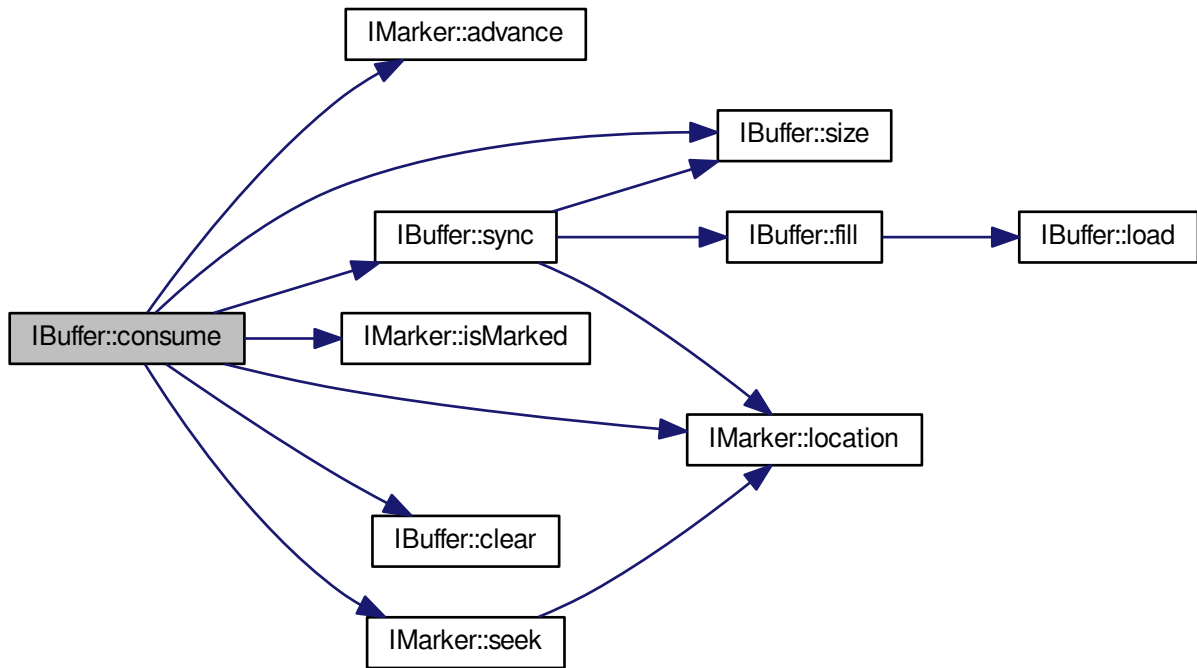 IMarker::advance
IBuffer::size
IBuffer::sync
IBuffer::fill
IBuffer::load
IBuffer::consume
IMarker::isMarked
IMarker::location
IBuffer::clear
IMarker::seek